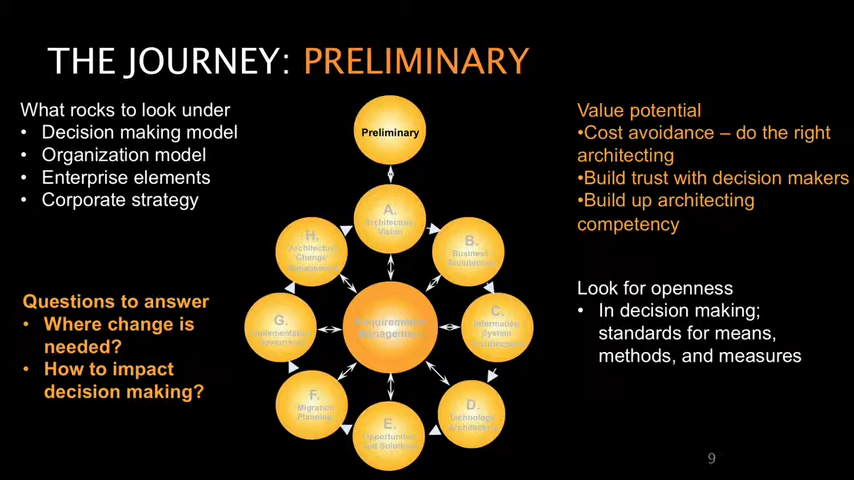 THE JOURNEY: PRELIMINARY
What rocks to look under
• Decision making model
• Organization model
• Enterprise elements
• Corporate strategy
Questions to answer
• Where change is
needed?
• How to impact
decision making?
Preliminary
A.
Architecture
Vision
B.
Business
Architecture
C.
Information
System
Architectures
D.
Technology
Architecture
E.
Opportunities
and Solutions
F.
Migration
Planning
G.
Implementation
Governance
H.
Architecture
Change
Management
Requirements
Management
Value potential
•Cost avoidance – do the right
architecting
•Build trust with decision makers
•Build up architecting
competency
Look for openness
• In decision making;
standards for means,
methods, and measures
9